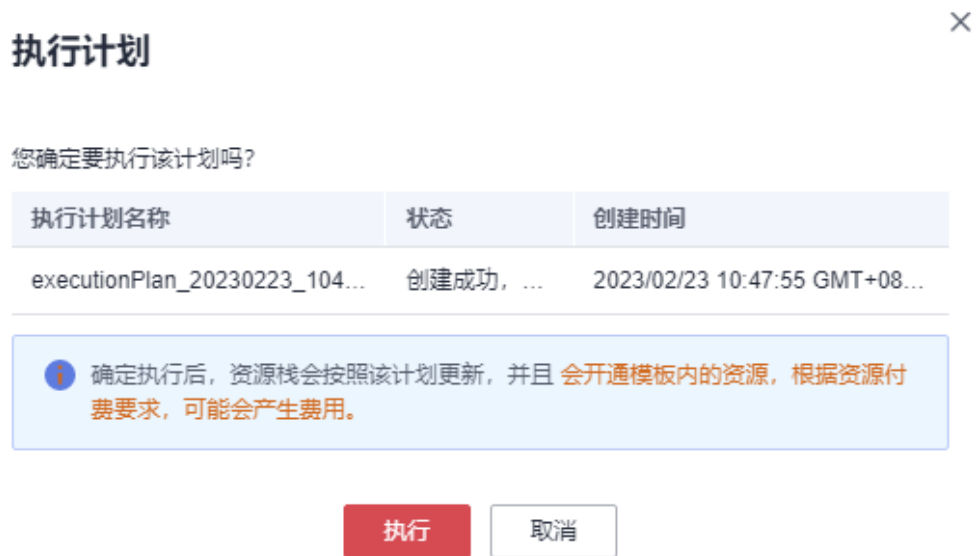 执行计划
您确定要执行该计划吗?
执行计划名称 状态 创建时间
executionPlan_20230223_104... 创建成功, ... 2023/02/23 10:47:55 GMT+08...
确定执行后，资源栈会按照该计划更新，并且 会开通模板内的资源，根据资源付
费要求，可能会产生费用。
执行 取消